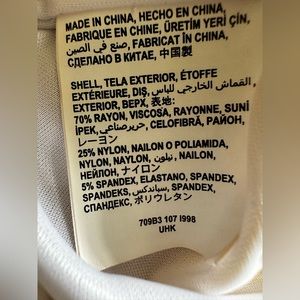 MADE IN CHINA, HECHO EN CHINA,
FABRIQUE EN CHINE, ÜRETİM YERİ ÇİN,
صنع في الصين, FABRICAT ÎN CHINA,
СДЕЛАНО В КИТАЕ, 中国製
SHELL, TELA EXTERIOR, ÉTOFFE
EXTÉRIEURE, DIŞ, القماش الخارجي للباس,
EXTERIOR, ВЕРХ, 表地:
70% RAYON, VISCOSA, RAYONNE, SUNİ
İPEK, حريرصناعي, CELOFIBRĂ, РАЙОН,
レーヨン
25% NYLON, NAILON O POLIAMIDA,
NYLON, NAYLON, نيلون, NAILON,
НЕЙЛОН, ナイロン
5% SPANDEX, ELASTANO, SPANDEX,
SPANDEKS, سباندكس, SPANDEX,
СПАНДЕКС, ポリウレタン
709B3 107 I998
UHK